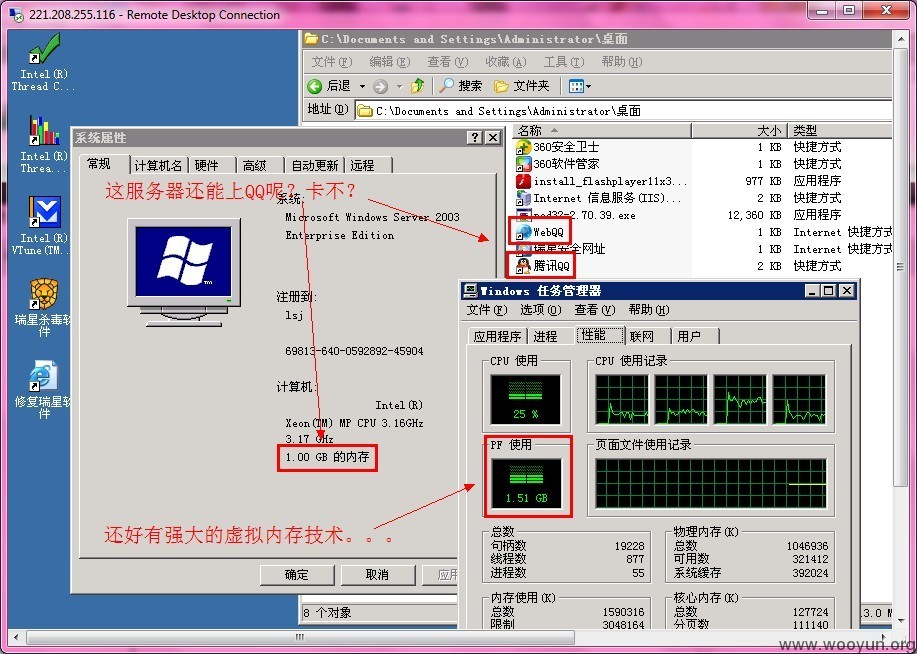 221.208.255.116 - Remote Desktop Connection
Intel(R)
Thread C...
Intel(R)
Threa...
Intel(R)
VTune(TM...
瑞星杀毒软
件
修复瑞星软
件
C:\Documents and Settings\Administrator\桌面
文件(F) 编辑(E) 查看(V) 收藏(A) 工具(T) 帮助(H)
后退 搜索 文件夹
地址(D) C:\Documents and Settings\Administrator\桌面
名称 大小 类型
360安全卫士 1 KB 快捷方式
360软件管家 1 KB 快捷方式
install_flashplayer11x3... 977 KB 应用程序
Internet 信息服务(IIS)... 2 KB 快捷方式
nod32-2.70.39.exe 12,360 KB 应用程序
WebQQ 1 KB Internet 快捷方式
瑞星安全网址 1 KB Internet 快捷方式
腾讯QQ 2 KB 快捷方式
8 个对象
系统属性
常规 计算机名 硬件 高级 自动更新 远程
这服务器还能上QQ呢？卡不？
系统:
Microsoft Windows Server 2003
Enterprise Edition
注册到:
lsj
69813-640-0592892-45904
计算机:
Intel(R)
Xeon(TM) MP CPU 3.16GHz
3.17 GHz
1.00 GB 的内存
还好有强大的虚拟内存技术。。。
确定 取消 应用
Windows 任务管理器
文件(F) 选项(O) 查看(V) 帮助(H)
应用程序 进程 性能 联网 用户
CPU 使用 CPU 使用记录
25 %
PF 使用 页面文件使用记录
1.51 GB
总数
句柄数 19228
线程数 877
进程数 55
物理内存(K)
总数 1046936
可用数 321412
系统缓存 392024
内存使用(K)
总数 1590316
限制 3048164
核心内存(K)
总数 127724
分页数 111140
www.wooyun.org